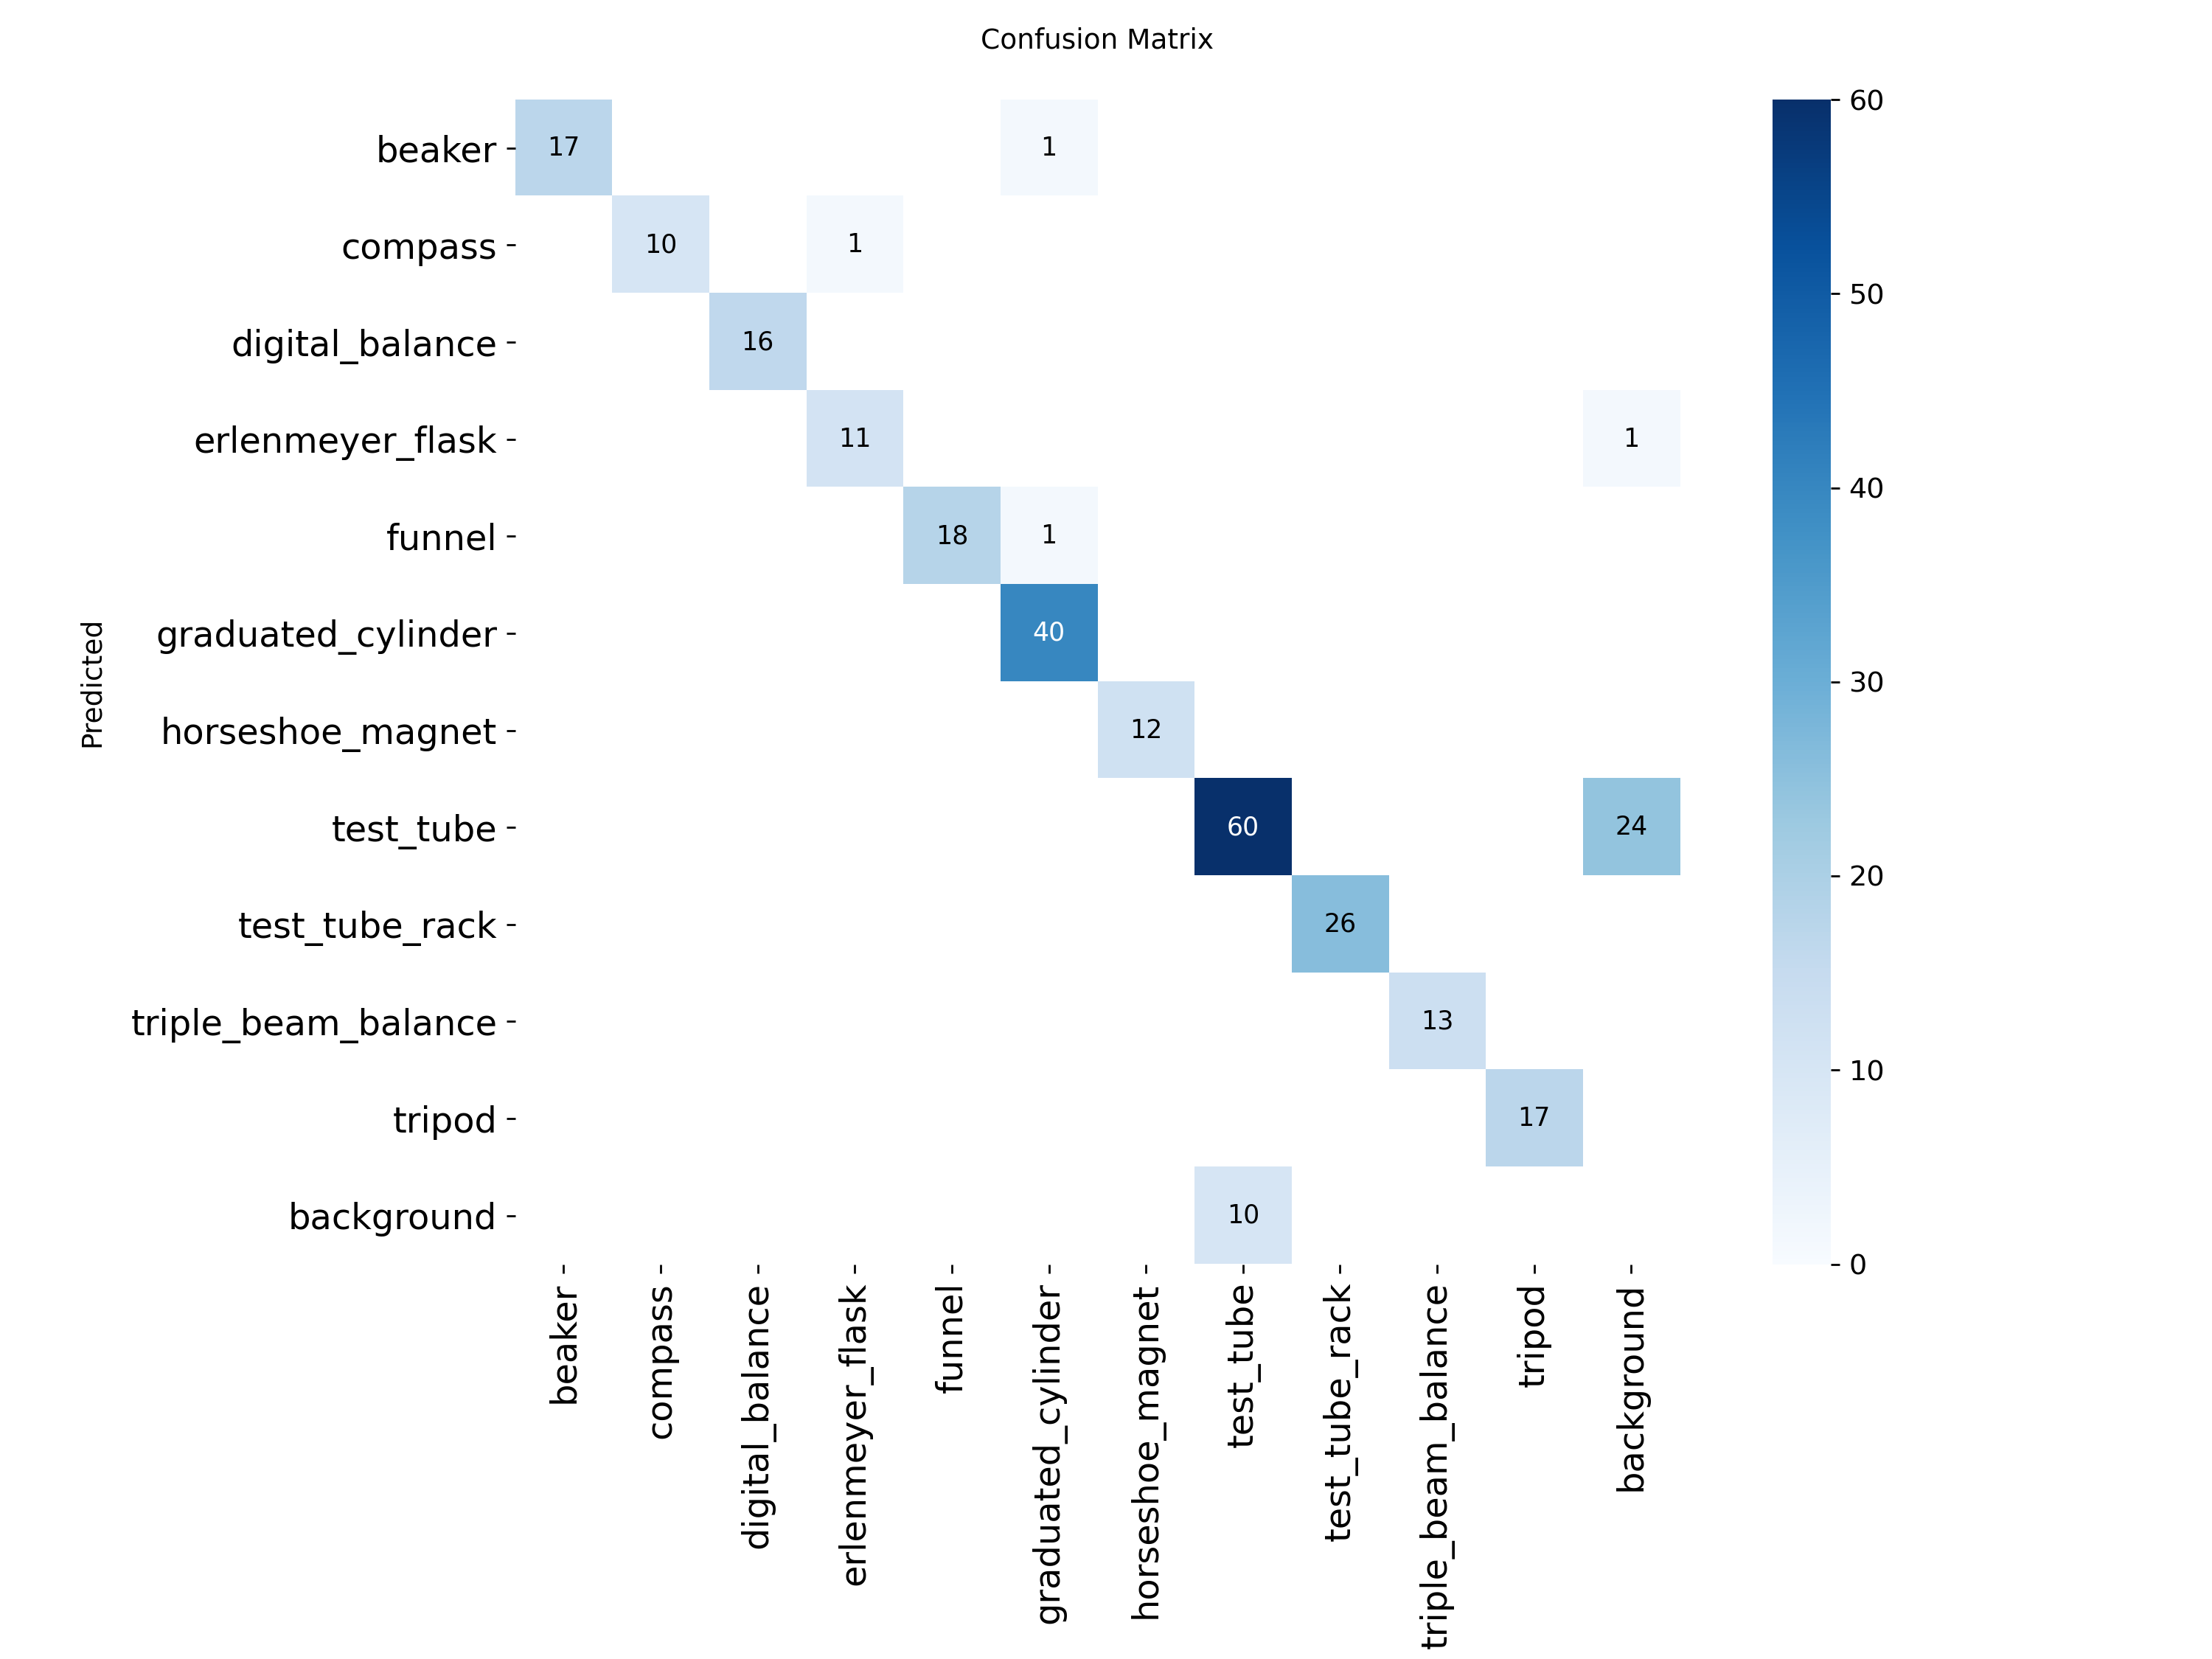 Confusion Matrix
Predicted
beaker 17 1
compass 10 1
digital_balance 16
erlenmeyer_flask 11 1
funnel 18 1
graduated_cylinder 40
horseshoe_magnet 12
test_tube 60 24
test_tube_rack 26
triple_beam_balance 13
tripod 17
background 10
beaker
compass
digital_balance
erlenmeyer_flask
funnel
graduated_cylinder
horseshoe_magnet
test_tube
test_tube_rack
triple_beam_balance
tripod
background
60
50
40
30
20
10
0